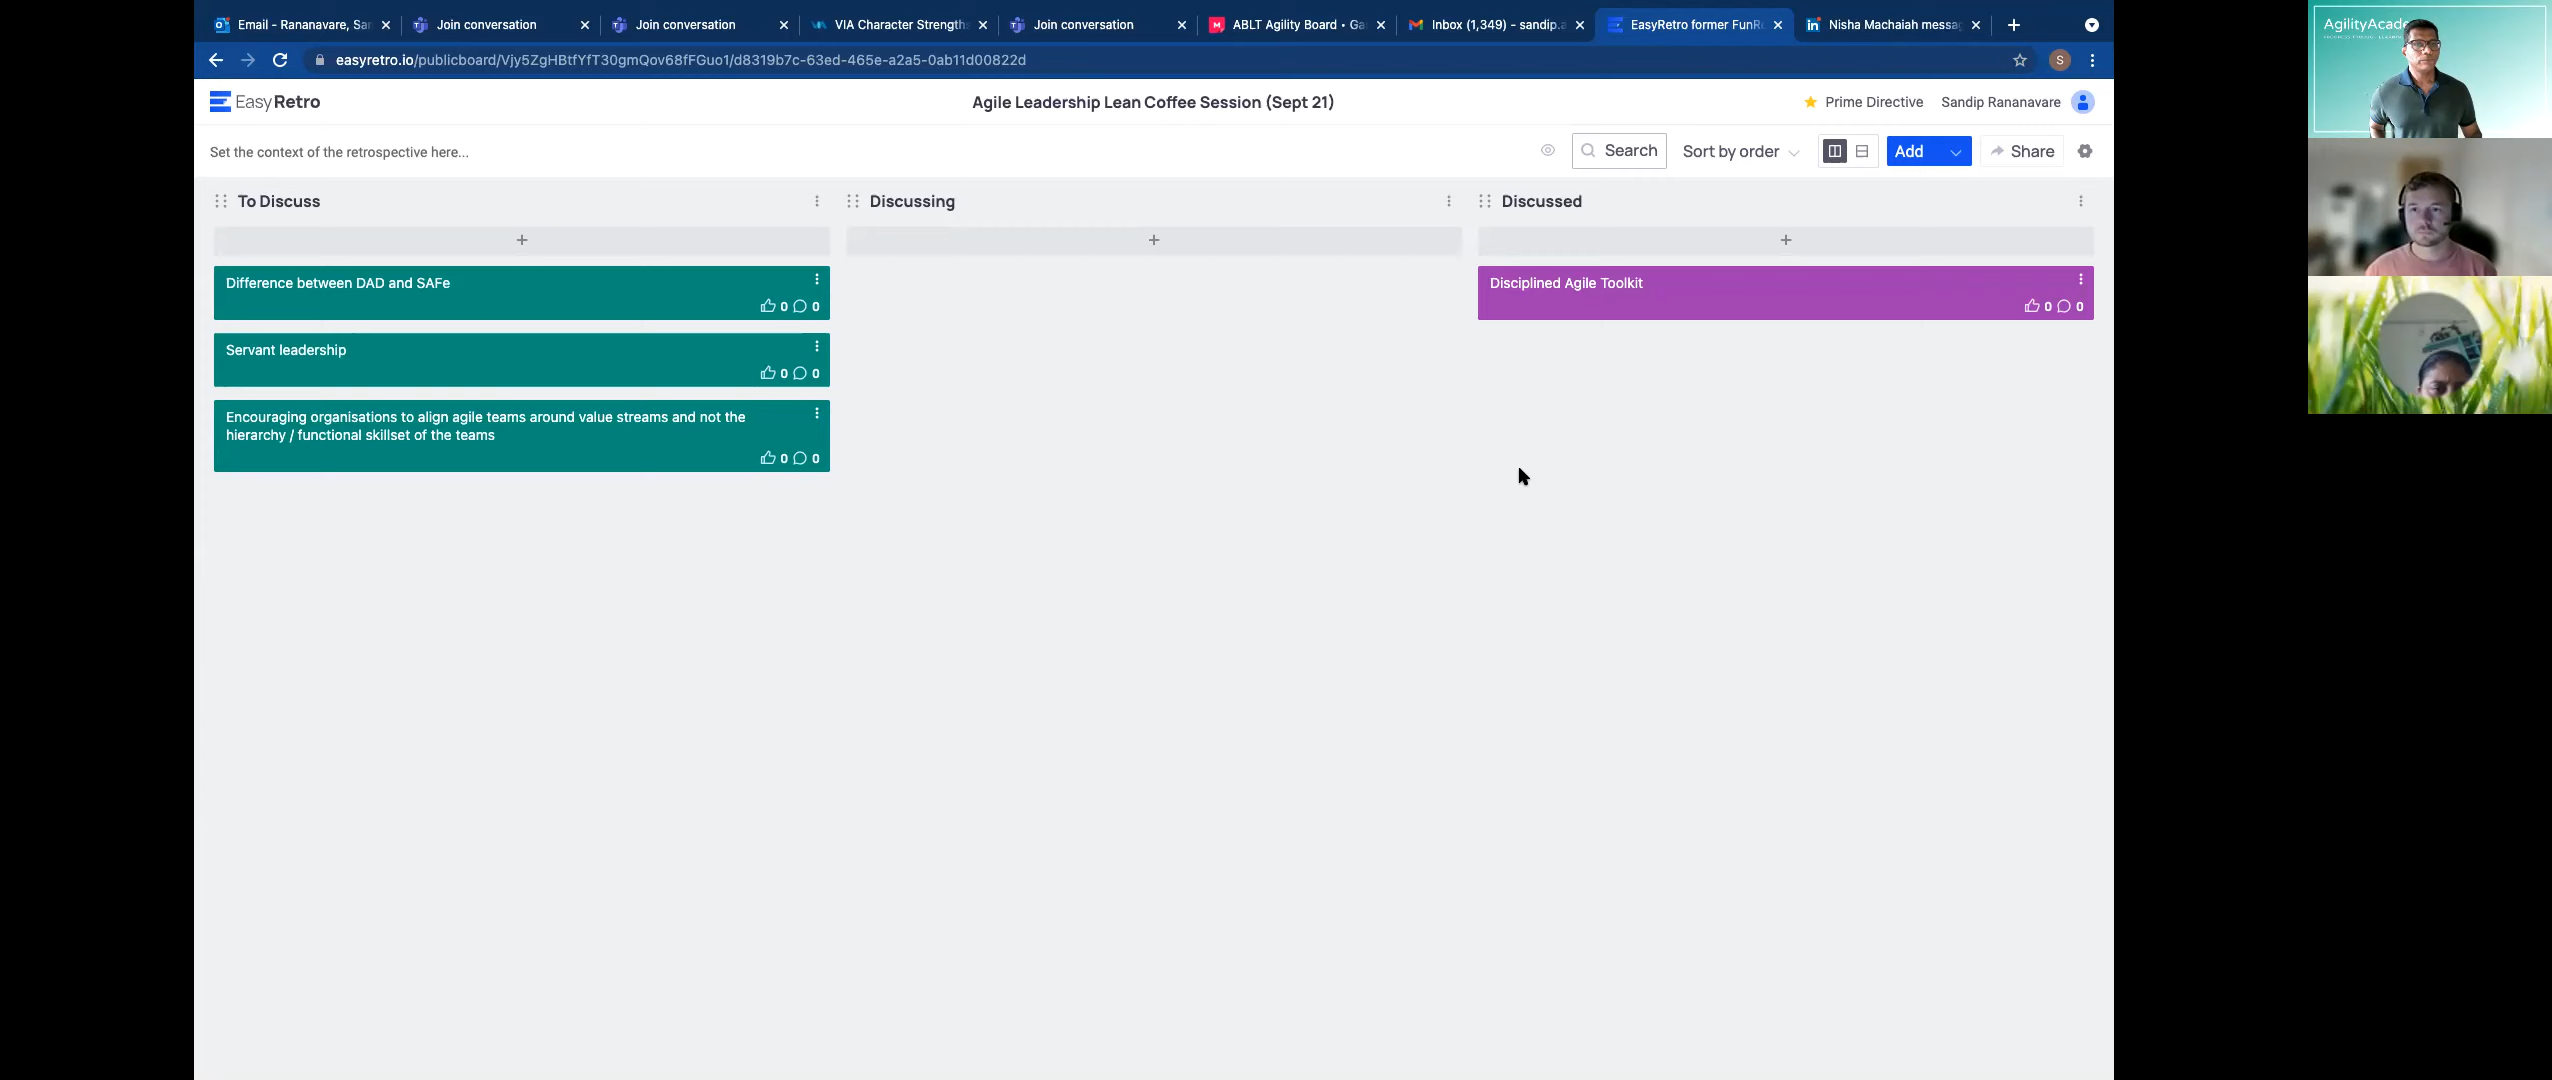 Email - Rananavare, San
Join conversation
Join conversation
VIA Character Strengths
Join conversation
ABLT Agility Board • Ga
Inbox (1,349) - sandip.a
EasyRetro former FunRe
Nisha Machaiah messag
easyretro.io/publicboard/Vjy5ZgHBtfYfT30gmQov68fFGuo1/d8319b7c-63ed-465e-a2a5-0ab11d00822d
S
EasyRetro
Agile Leadership Lean Coffee Session (Sept 21)
Prime Directive
Sandip Rananavare
Set the context of the retrospective here...
Search
Sort by order
Add
Share
To Discuss
Difference between DAD and SAFe
0 0
Servant leadership
0 0
Encouraging organisations to align agile teams around value streams and not the
hierarchy / functional skillset of the teams
0 0
Discussing
Discussed
Disciplined Agile Toolkit
0 0
AgilityAcade